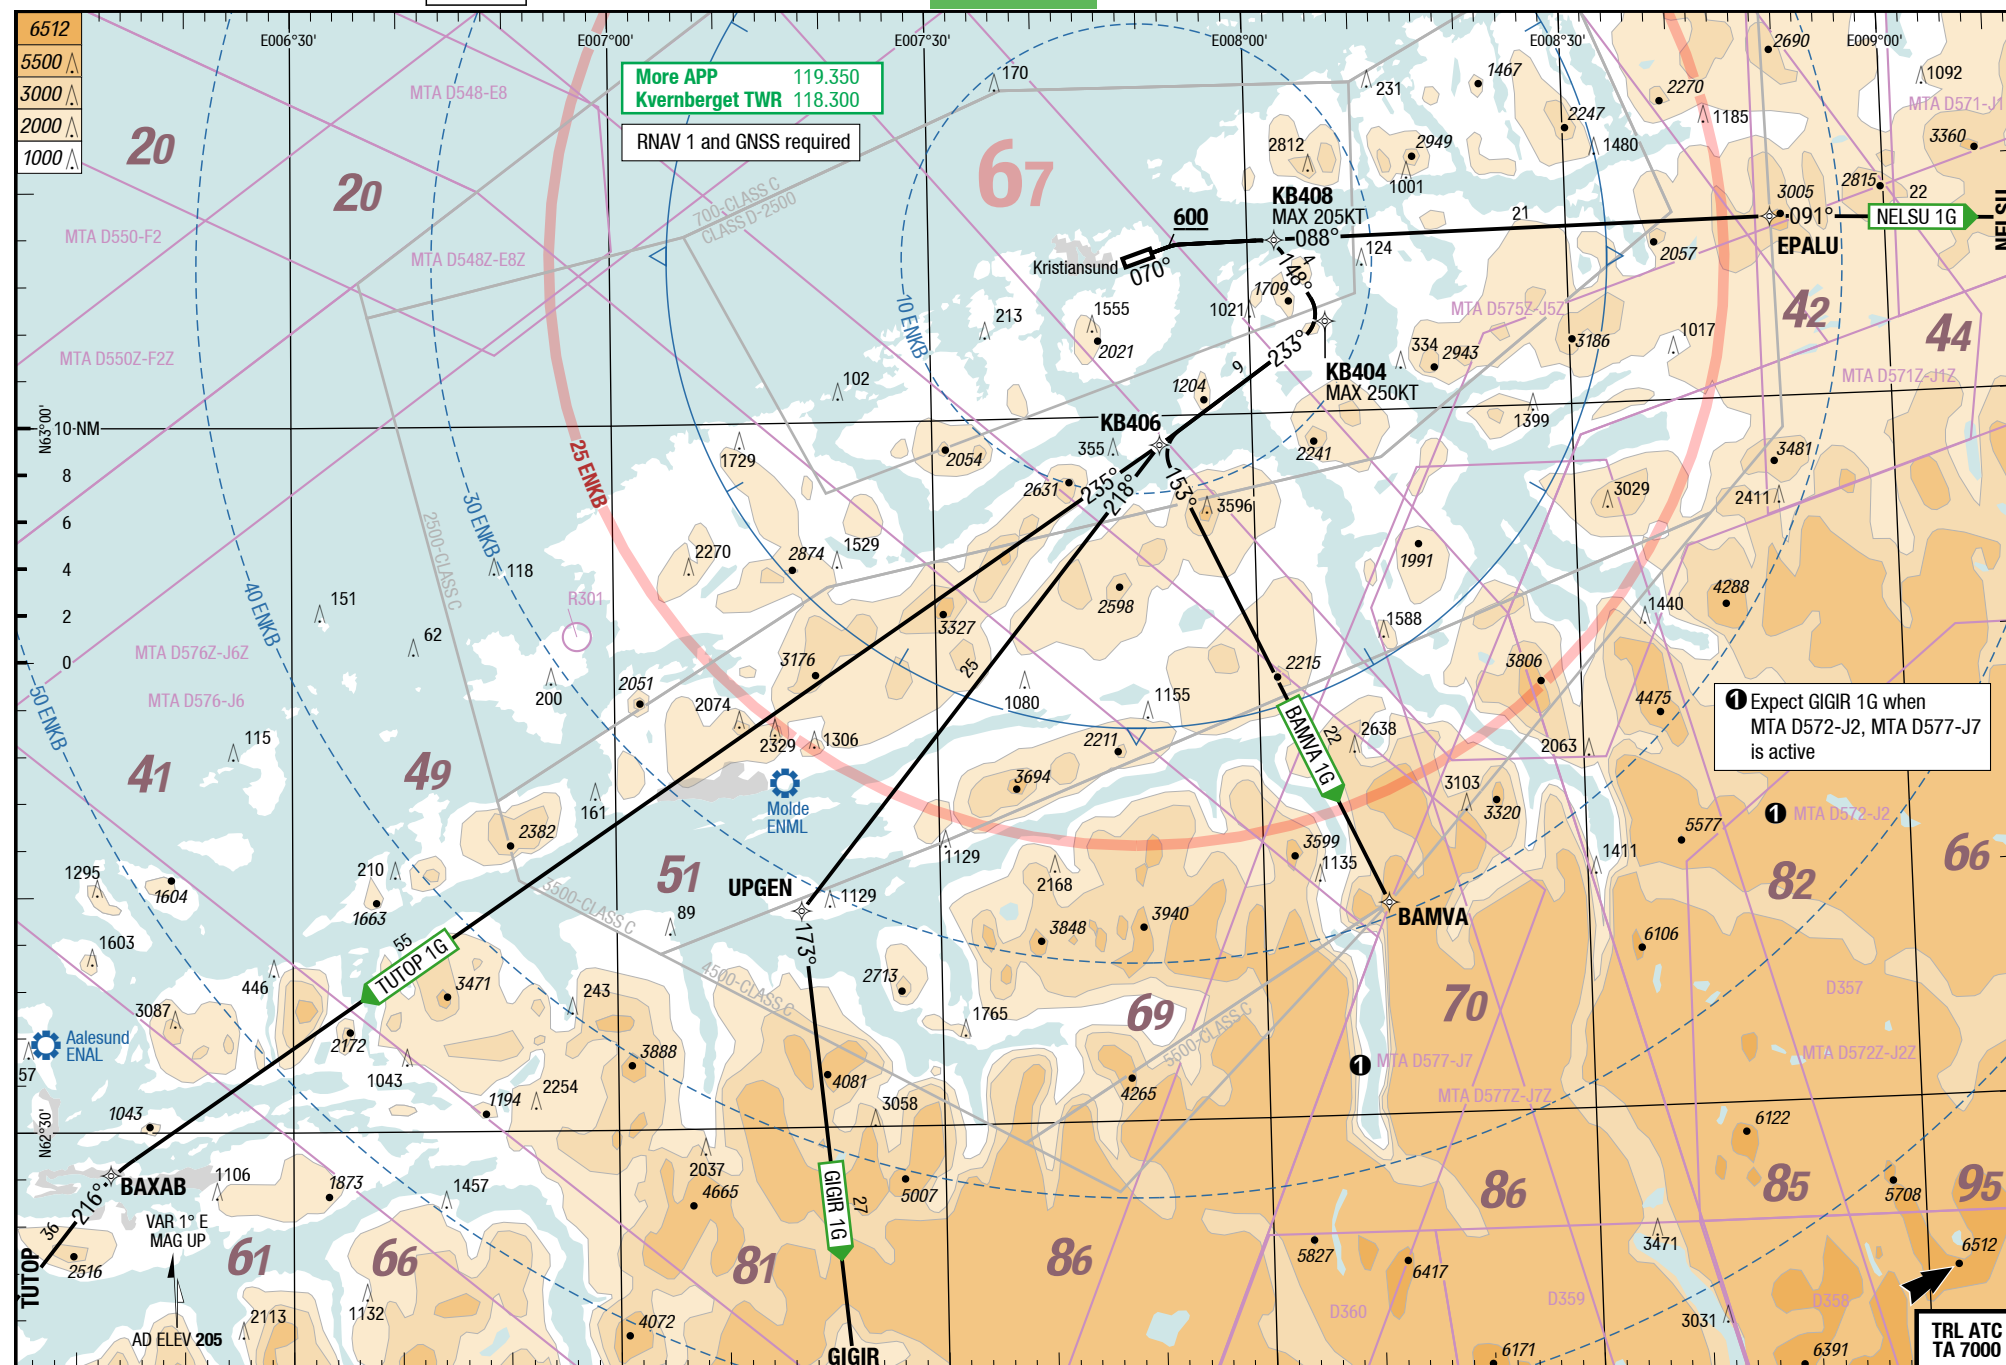 6512
5500
3000
2000
1000
E006°30'
E007°00'
E007°30'
E008°00'
E008°30'
E009°00'
More APP 119.350
Kvernberget TWR 118.300
RNAV 1 and GNSS required
MTA D548-E8
MTA D550-F2
MTA D548Z-E8Z
MTA D550Z-F2Z
20
20
67
700-CLASS C
CLASS D-2500
170
231
1467
2690
1092
2270
1185
2247
1480
MTA D571-J1
3360
2812
2949
1001
KB408
MAX 205KT
088°
21
3005
2815
22
091°
NELSU 1G
NELSU
EPALU
2057
600
Kristiansund
070°
124
4
148°
1709
1021
MTA D575Z-J5Z
42
44
10 ENKB
213
1555
2021
233°
9
334
2943
3186
1017
KB404
MAX 250KT
MTA D571Z-J1Z
102
1204
1399
N63°00'
10 NM
8
6
4
2
0
KB406
355
1729
2054
2241
3481
25 ENKB
2631
235°
218°
153°
3596
3029
2411
30 ENKB
2500-CLASS C
118
2270
2874
1529
1991
4288
2598
40 ENKB
151
62
R301
3327
1588
1440
MTA D576Z-J6Z
MTA D576-J6
50 ENKB
200
2051
3176
25
1080
2215
3806
4475
2074
2329
1306
1155
2211
BAMVA 1G
22
2638
2063
1 Expect GIGIR 1G when
MTA D572-J2, MTA D577-J7
is active
115
41
49
161
Molde
ENML
3694
3103
3320
70
1 MTA D572-J2
5577
66
82
2382
3500-CLASS C
51
1129
3599
1135
1411
1295
1604
210
1663
UPGEN
1129
2168
89
BAMVA
1603
55
TUTOP 1G
173°
3848
3940
6106
446
3471
243
4500-CLASS C
2713
1765
69
70
D357
3087
2172
5500-CLASS C
Aalesund
ENAL
57
1043
3888
4081
3058
4265
1 MTA D577-J7
MTA D572Z-J2Z
MTA D577Z-J7Z
1043
1194
2254
6122
N62°30'
BAXAB
216°
36
TUTOP
1106
1873
1457
2037
4665
GIGIR 1G
27
5007
86
85
5708
95
VAR 1° E
MAG UP
2516
61
66
81
86
5827
6417
3471
6512
AD ELEV 205
2113
1132
4072
GIGIR
D360
D359
D358
3031
6171
6391
TRL ATC
TA 7000